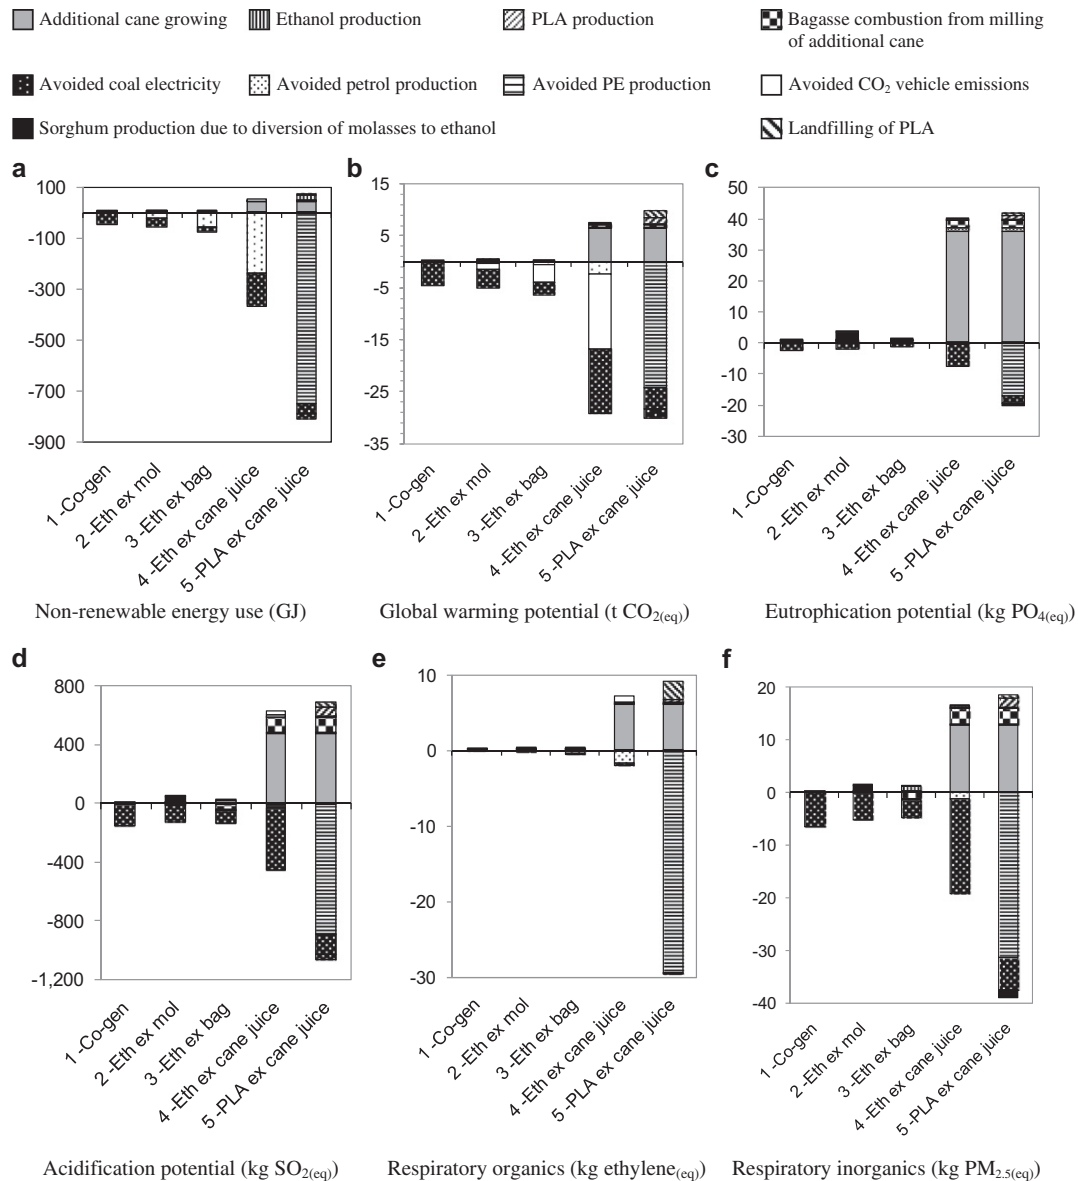 Additional cane growing
Ethanol production
PLA production
Bagasse combustion from milling
of additional cane
Avoided coal electricity
Avoided petrol production
Avoided PE production
Avoided CO2 vehicle emissions
Sorghum production due to diversion of molasses to ethanol
Landfilling of PLA
a
100
-100
-300
-500
-700
-900
1 -Co-gen
2 -Eth ex mol
3 -Eth ex bag
4 -Eth ex cane juice
5 -PLA ex cane juice
Non-renewable energy use (GJ)
b
15
5
-5
-15
-25
-35
1 -Co-gen
2 -Eth ex mol
3 -Eth ex bag
4 -Eth ex cane juice
5 -PLA ex cane juice
Global warming potential (t CO2(eq))
c
50
40
30
20
10
0
-10
-20
-30
1 -Co-gen
2 -Eth ex mol
3 -Eth ex bag
4 -Eth ex cane juice
5 -PLA ex cane juice
Eutrophication potential (kg PO4(eq))
d
800
400
0
-400
-800
-1,200
1 -Co-gen
2 -Eth ex mol
3 -Eth ex bag
4 -Eth ex cane juice
5 -PLA ex cane juice
Acidification potential (kg SO2(eq))
e
10
0
-10
-20
-30
1 -Co-gen
2 -Eth ex mol
3 -Eth ex bag
4 -Eth ex cane juice
5 -PLA ex cane juice
Respiratory organics (kg ethylene(eq))
f
20
10
0
-10
-20
-30
-40
1 -Co-gen
2 -Eth ex mol
3 -Eth ex bag
4 -Eth ex cane juice
5 -PLA ex cane juice
Respiratory inorganics (kg PM2.5(eq))